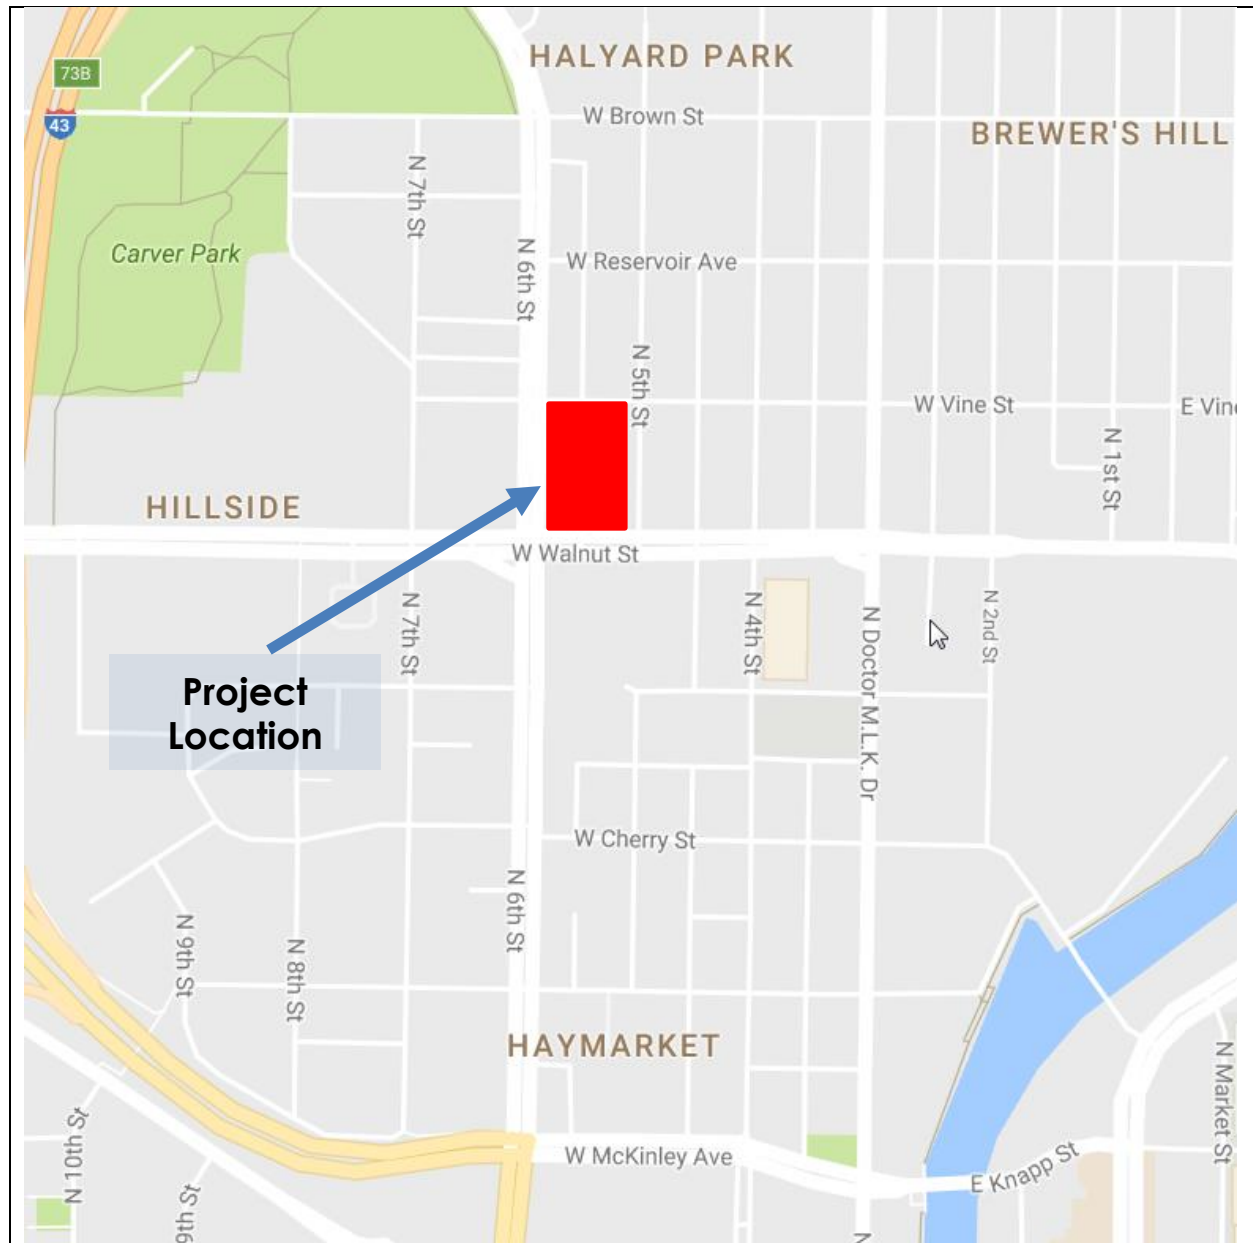 HALYARD PARK
73B
43
W Brown St
BREWER'S HILL
N 7th St
Carver Park
N 6th St
W Reservoir Ave
N 5th St
W Vine St
E Vin
N 1st St
HILLSIDE
W Walnut St
N 7th St
N 4th St
N Doctor M.L.K. Dr
N 2nd St
Project
Location
W Cherry St
N 6th St
N 9th St
N 8th St
HAYMARKET
N Market St
N 10th St
W McKinley Ave
E Knapp St
9th St
N